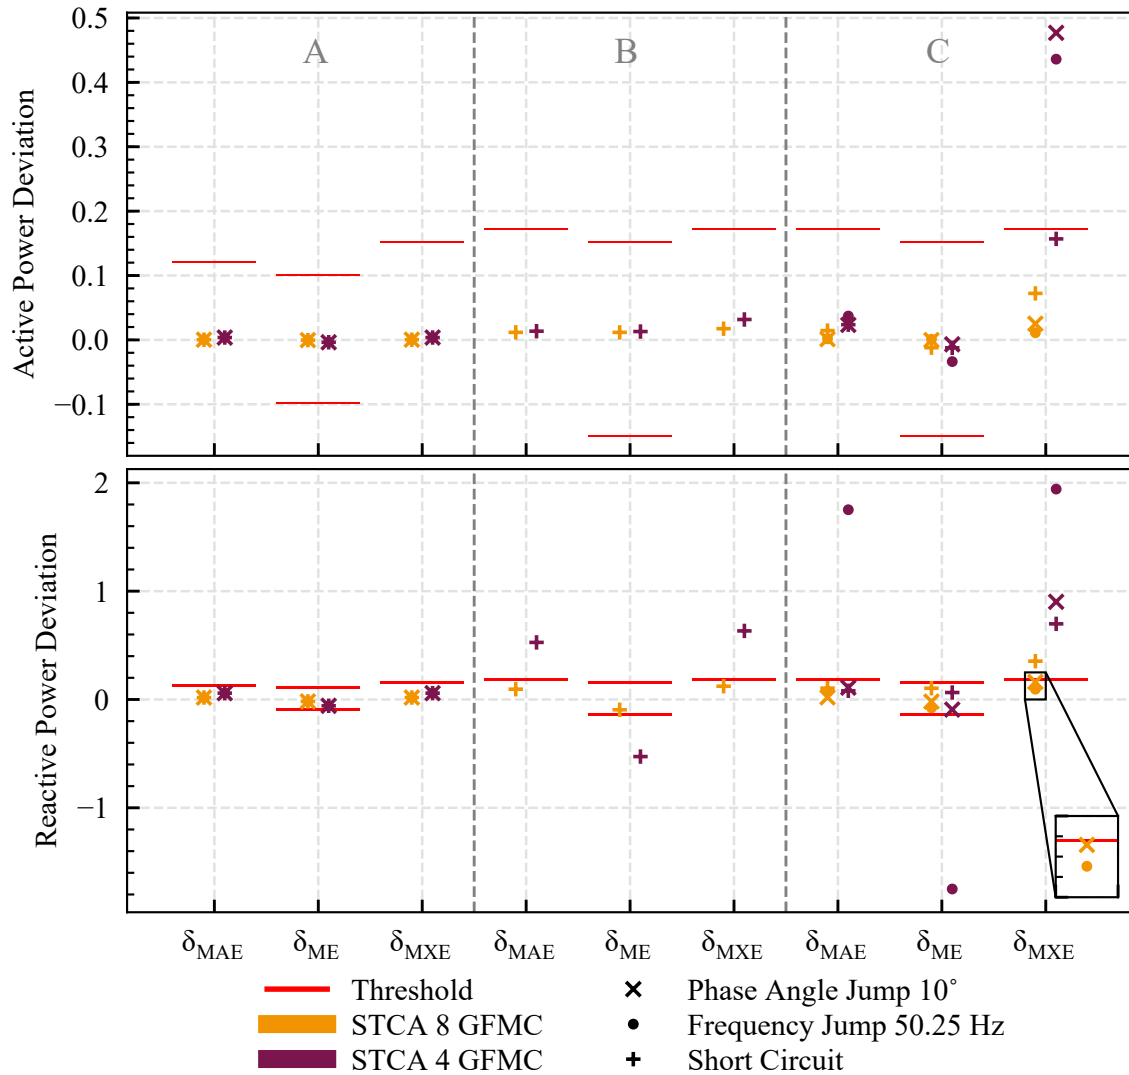 0.5
A
B
C
0.4
0.3
0.2
0.1
0.0
−0.1
Active Power Deviation
2
1
0
−1
Reactive Power Deviation
δMAE δME δMXE δMAE δME δMXE δMAE δME δMXE
Threshold
STCA 8 GFMC
STCA 4 GFMC
Phase Angle Jump 10°
Frequency Jump 50.25 Hz
Short Circuit